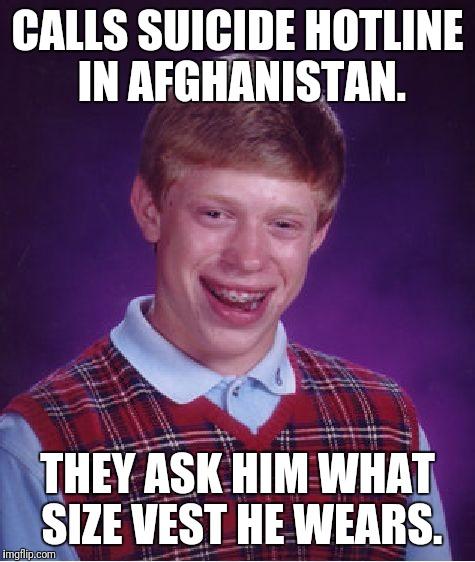 CALLS SUICIDE HOTLINE
IN AFGHANISTAN.
THEY ASK HIM WHAT
SIZE VEST HE WEARS.
imgflip.com